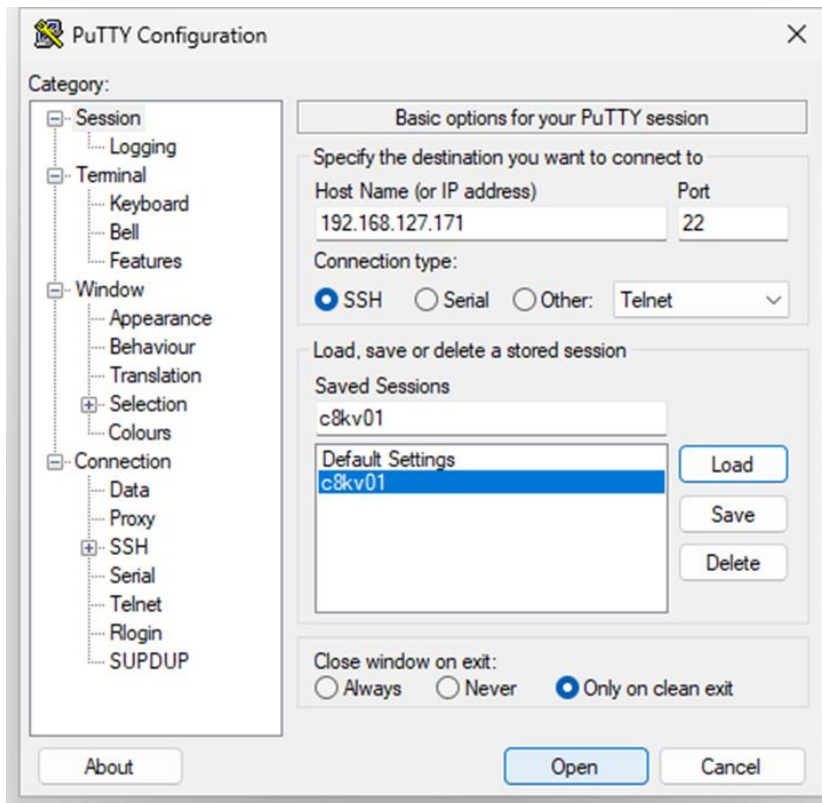 PuTTY Configuration
Category:
Session
Logging
Terminal
Keyboard
Bell
Features
Window
Appearance
Behaviour
Translation
Selection
Colours
Connection
Data
Proxy
SSH
Serial
Telnet
Rlogin
SUPDUP
Basic options for your PuTTY session
Specify the destination you want to connect to
Host Name (or IP address) Port
192.168.127.171 22
Connection type:
SSH Serial Other: Telnet
Load, save or delete a stored session
Saved Sessions
c8kv01
Default Settings
c8kv01
Load
Save
Delete
Close window on exit:
Always Never Only on clean exit
About Open Cancel